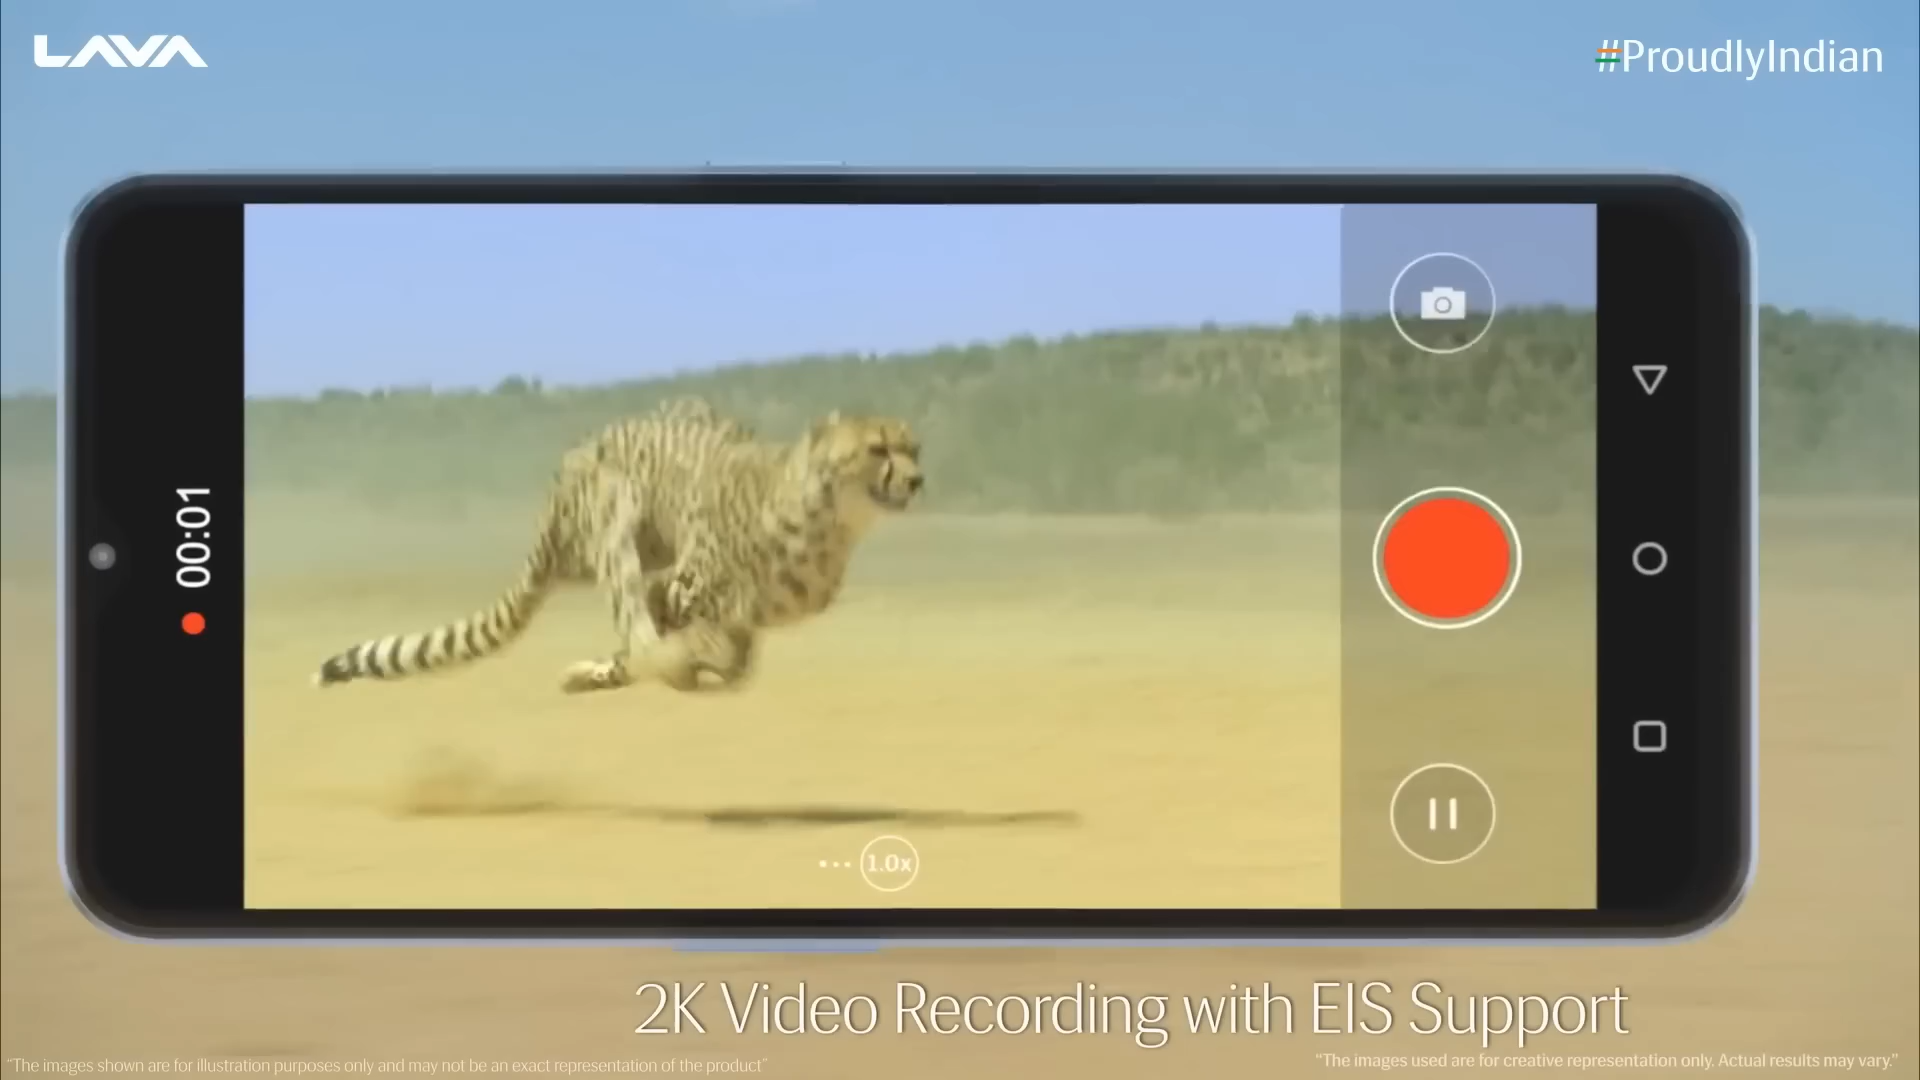 LAVA
#ProudlyIndian
00:01
1.0x
2K Video Recording with EIS Support
"The images shown are for illustration purposes only and may not be an exact representation of the product"
"The images used are for creative representation only. Actual results may vary."